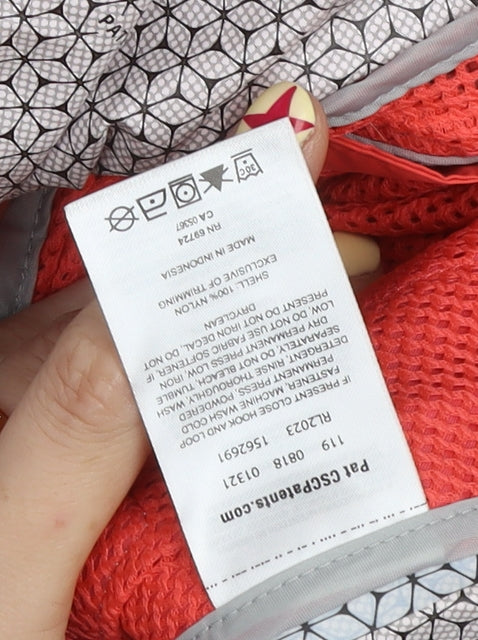 PAT
Pat CSCPatents.com
119 0818 01321
RL2023 1562691
IF PRESENT CLOSE HOOK AND LOOP
FASTENER, MACHINE WASH COLD
PERMANENT PRESS, POWDERED
DETERGENT, RINSE THOROUGHLY, WASH
SEPARATELY, DO NOT BLEACH, TUMBLE
DRY PERMANENT PRESS LOW, IRON
LOW, DO NOT USE FABRIC SOFTENER, IF
PRESENT DO NOT IRON DECAL, DO NOT
DRYCLEAN
SHELL: 100% NYLON
EXCLUSIVE OF TRIMMING
MADE IN INDONESIA
RN 69724
CA 05367
30C